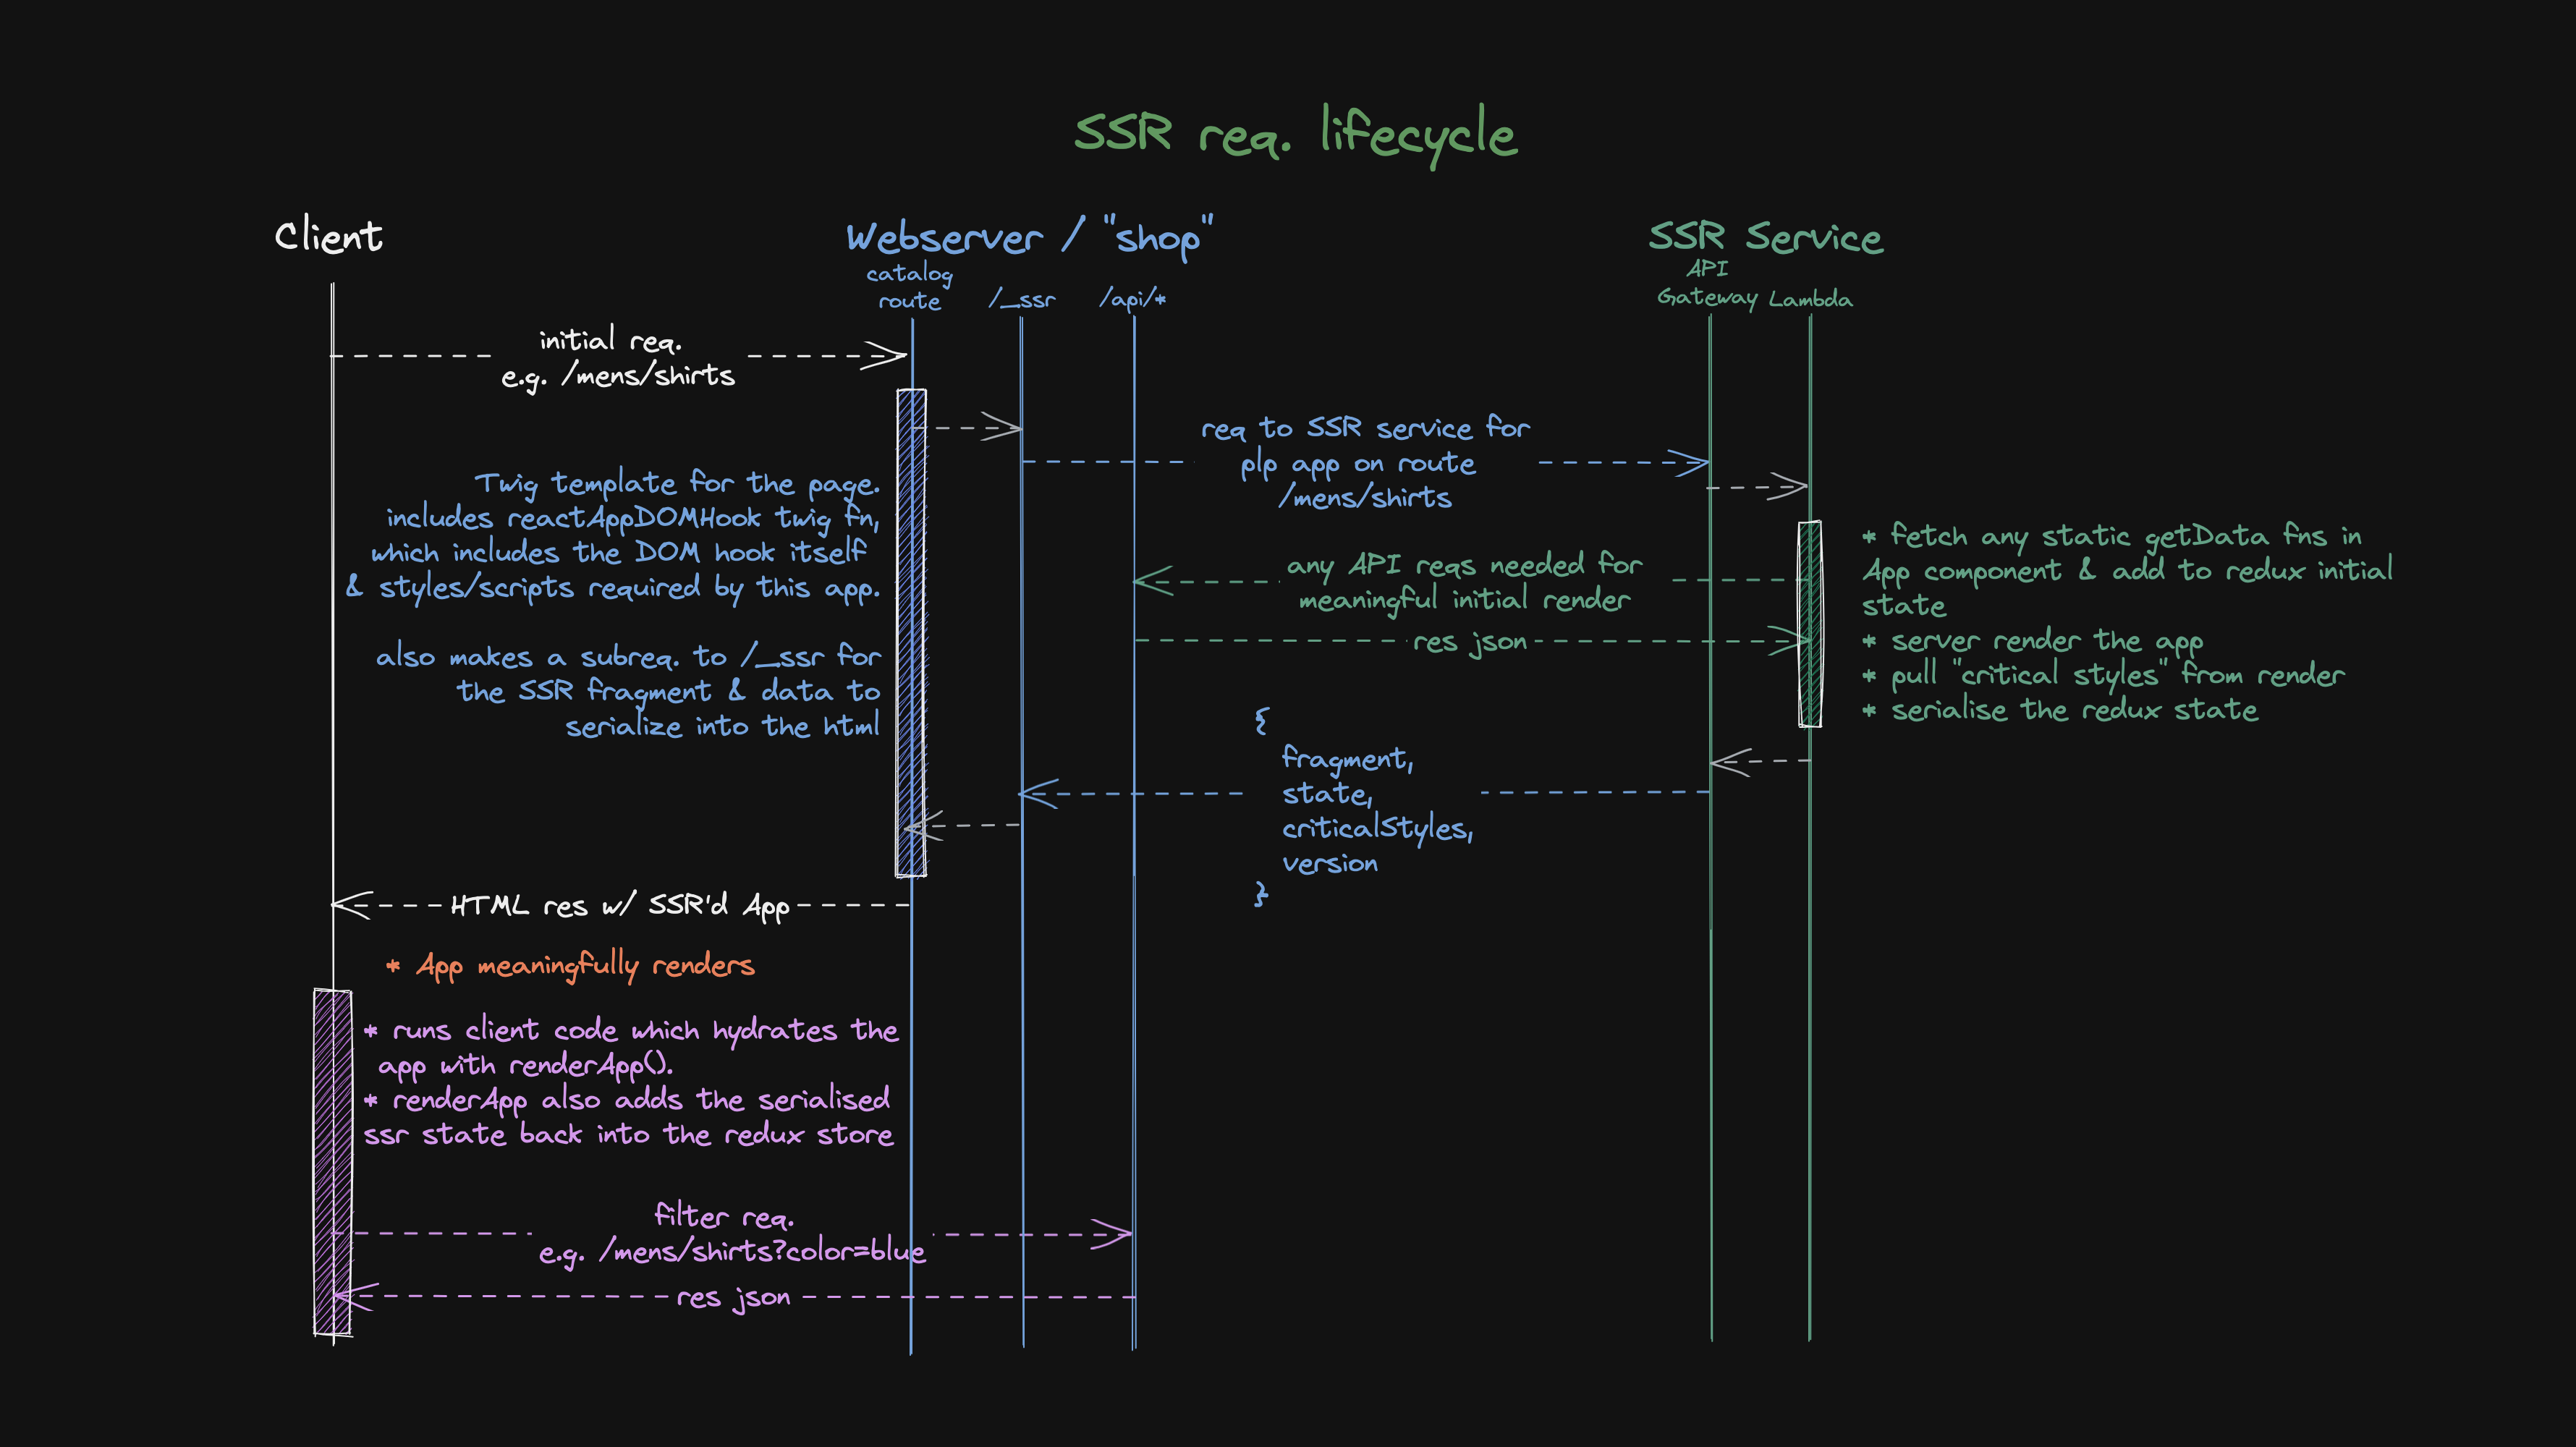 SSR req. lifecycle
Client
Webserver / "shop"
catalog
route
/_ssr
/api/*
SSR Service
API
Gateway
Lambda
initial req.
e.g. /mens/shirts
req to SSR service for
plp app on route
/mens/shirts
Twig template for the page.
includes reactAppDOMHook twig fn,
which includes the DOM hook itself
& styles/scripts required by this app.
also makes a subreq. to /_ssr for
the SSR fragment & data to
serialize into the html
any API reqs needed for
meaningful initial render
res json
* fetch any static getData fns in
App component & add to redux initial
state
* server render the app
* pull "critical styles" from render
* serialise the redux state
{
fragment,
state,
criticalStyles,
version
}
HTML res w/ SSR'd App
* App meaningfully renders
* runs client code which hydrates the
app with renderApp().
* renderApp also adds the serialised
ssr state back into the redux store
filter req.
e.g. /mens/shirts?color=blue
res json